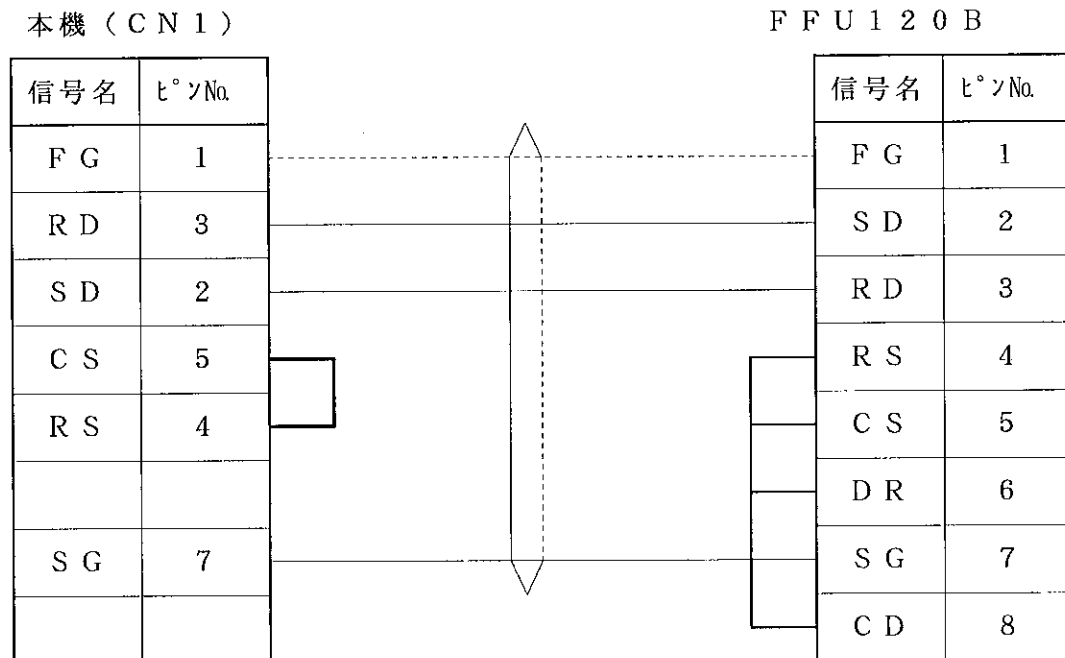 本機（ＣＮ１） ＦＦＵ１２０Ｂ
信号名 ﾋﾟﾝNo. 信号名 ﾋﾟﾝNo.
ＦＧ 1 ＦＧ 1
ＲＤ 3 ＳＤ 2
ＳＤ 2 ＲＤ 3
ＣＳ 5 ＲＳ 4
ＲＳ 4 ＣＳ 5
ＤＲ 6
ＳＧ 7 ＳＧ 7
ＣＤ 8